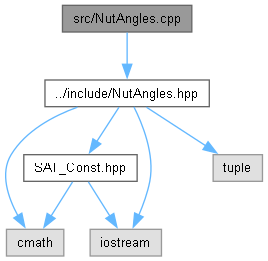 src/NutAngles.cpp
../include/NutAngles.hpp
SAT_Const.hpp
tuple
cmath
iostream